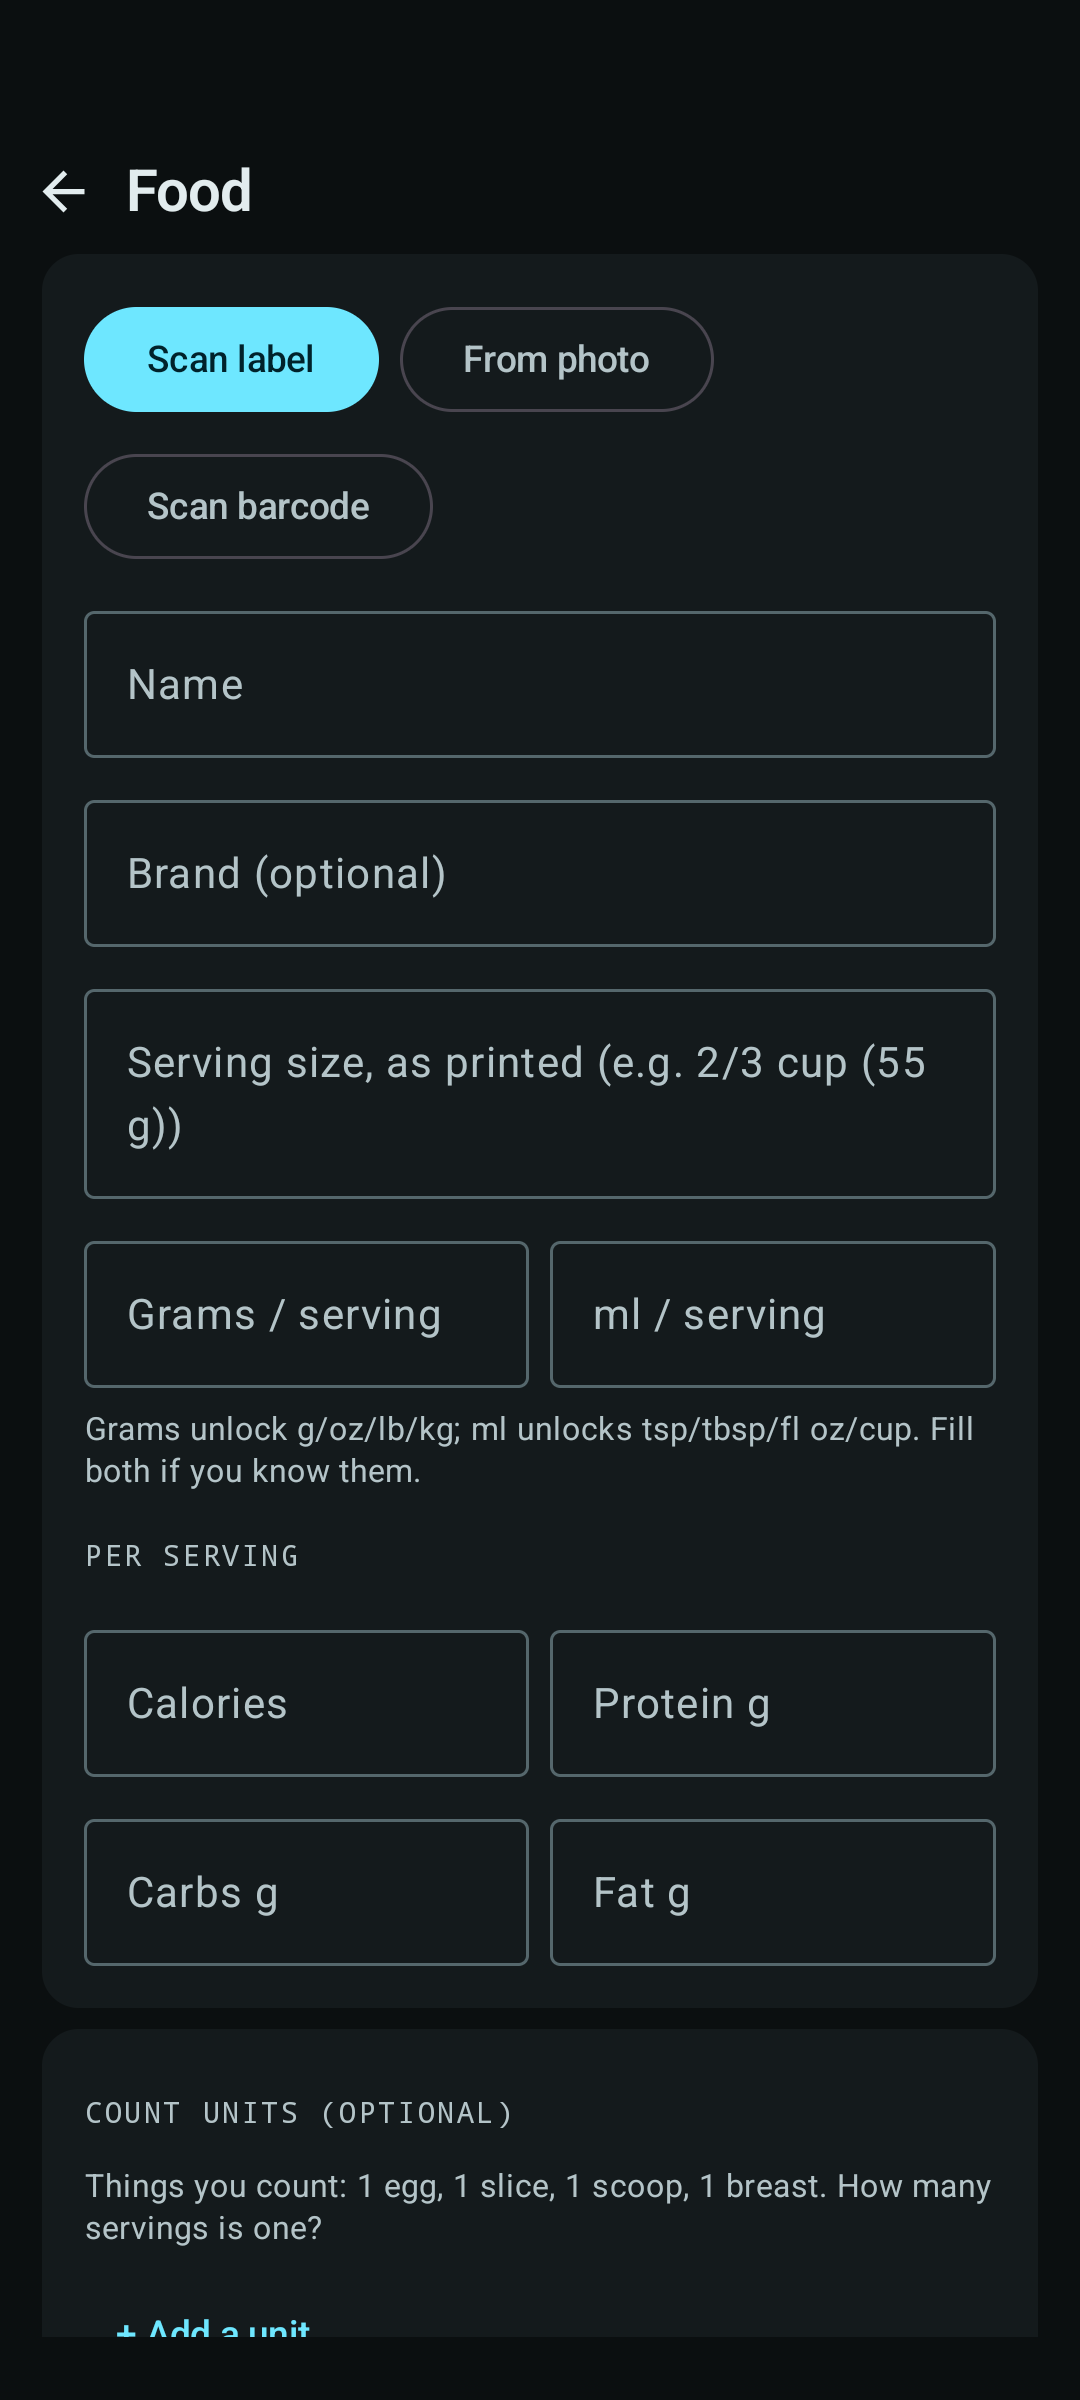 Food
Scan label
From photo
Scan barcode
Name
Brand (optional)
Serving size, as printed (e.g. 2/3 cup (55
g))
Grams / serving
ml / serving
Grams unlock g/oz/lb/kg; ml unlocks tsp/tbsp/fl oz/cup. Fill
both if you know them.
PER SERVING
Calories
Protein g
Carbs g
Fat g
COUNT UNITS (OPTIONAL)
Things you count: 1 egg, 1 slice, 1 scoop, 1 breast. How many
servings is one?
+ Add a unit